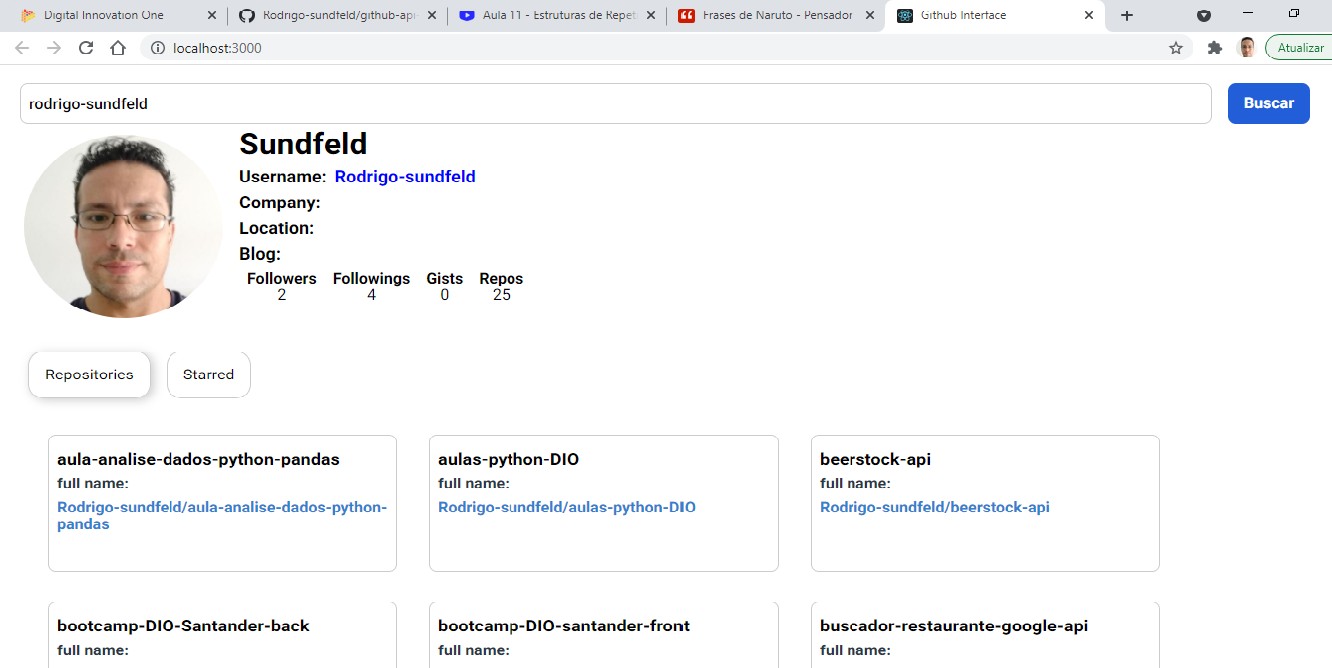 Digital Innovation One
Rodrigo-sundfeld/github-api
Aula 11 - Estruturas de Repet
Frases de Naruto - Pensador
Github Interface
localhost:3000
Atualizar
rodrigo-sundfeld
Buscar
Sundfeld
Username: Rodrigo-sundfeld
Company:
Location:
Blog:
Followers Followings Gists Repos
2 4 0 25
Repositories Starred
aula-analise-dados-python-pandas
full name:
Rodrigo-sundfeld/aula-analise-dados-python-
pandas
aulas-python-DIO
full name:
Rodrigo-sundfeld/aulas-python-DIO
beerstock-api
full name:
Rodrigo-sundfeld/beerstock-api
bootcamp-DIO-Santander-back
full name:
bootcamp-DIO-santander-front
full name:
buscador-restaurante-google-api
full name: